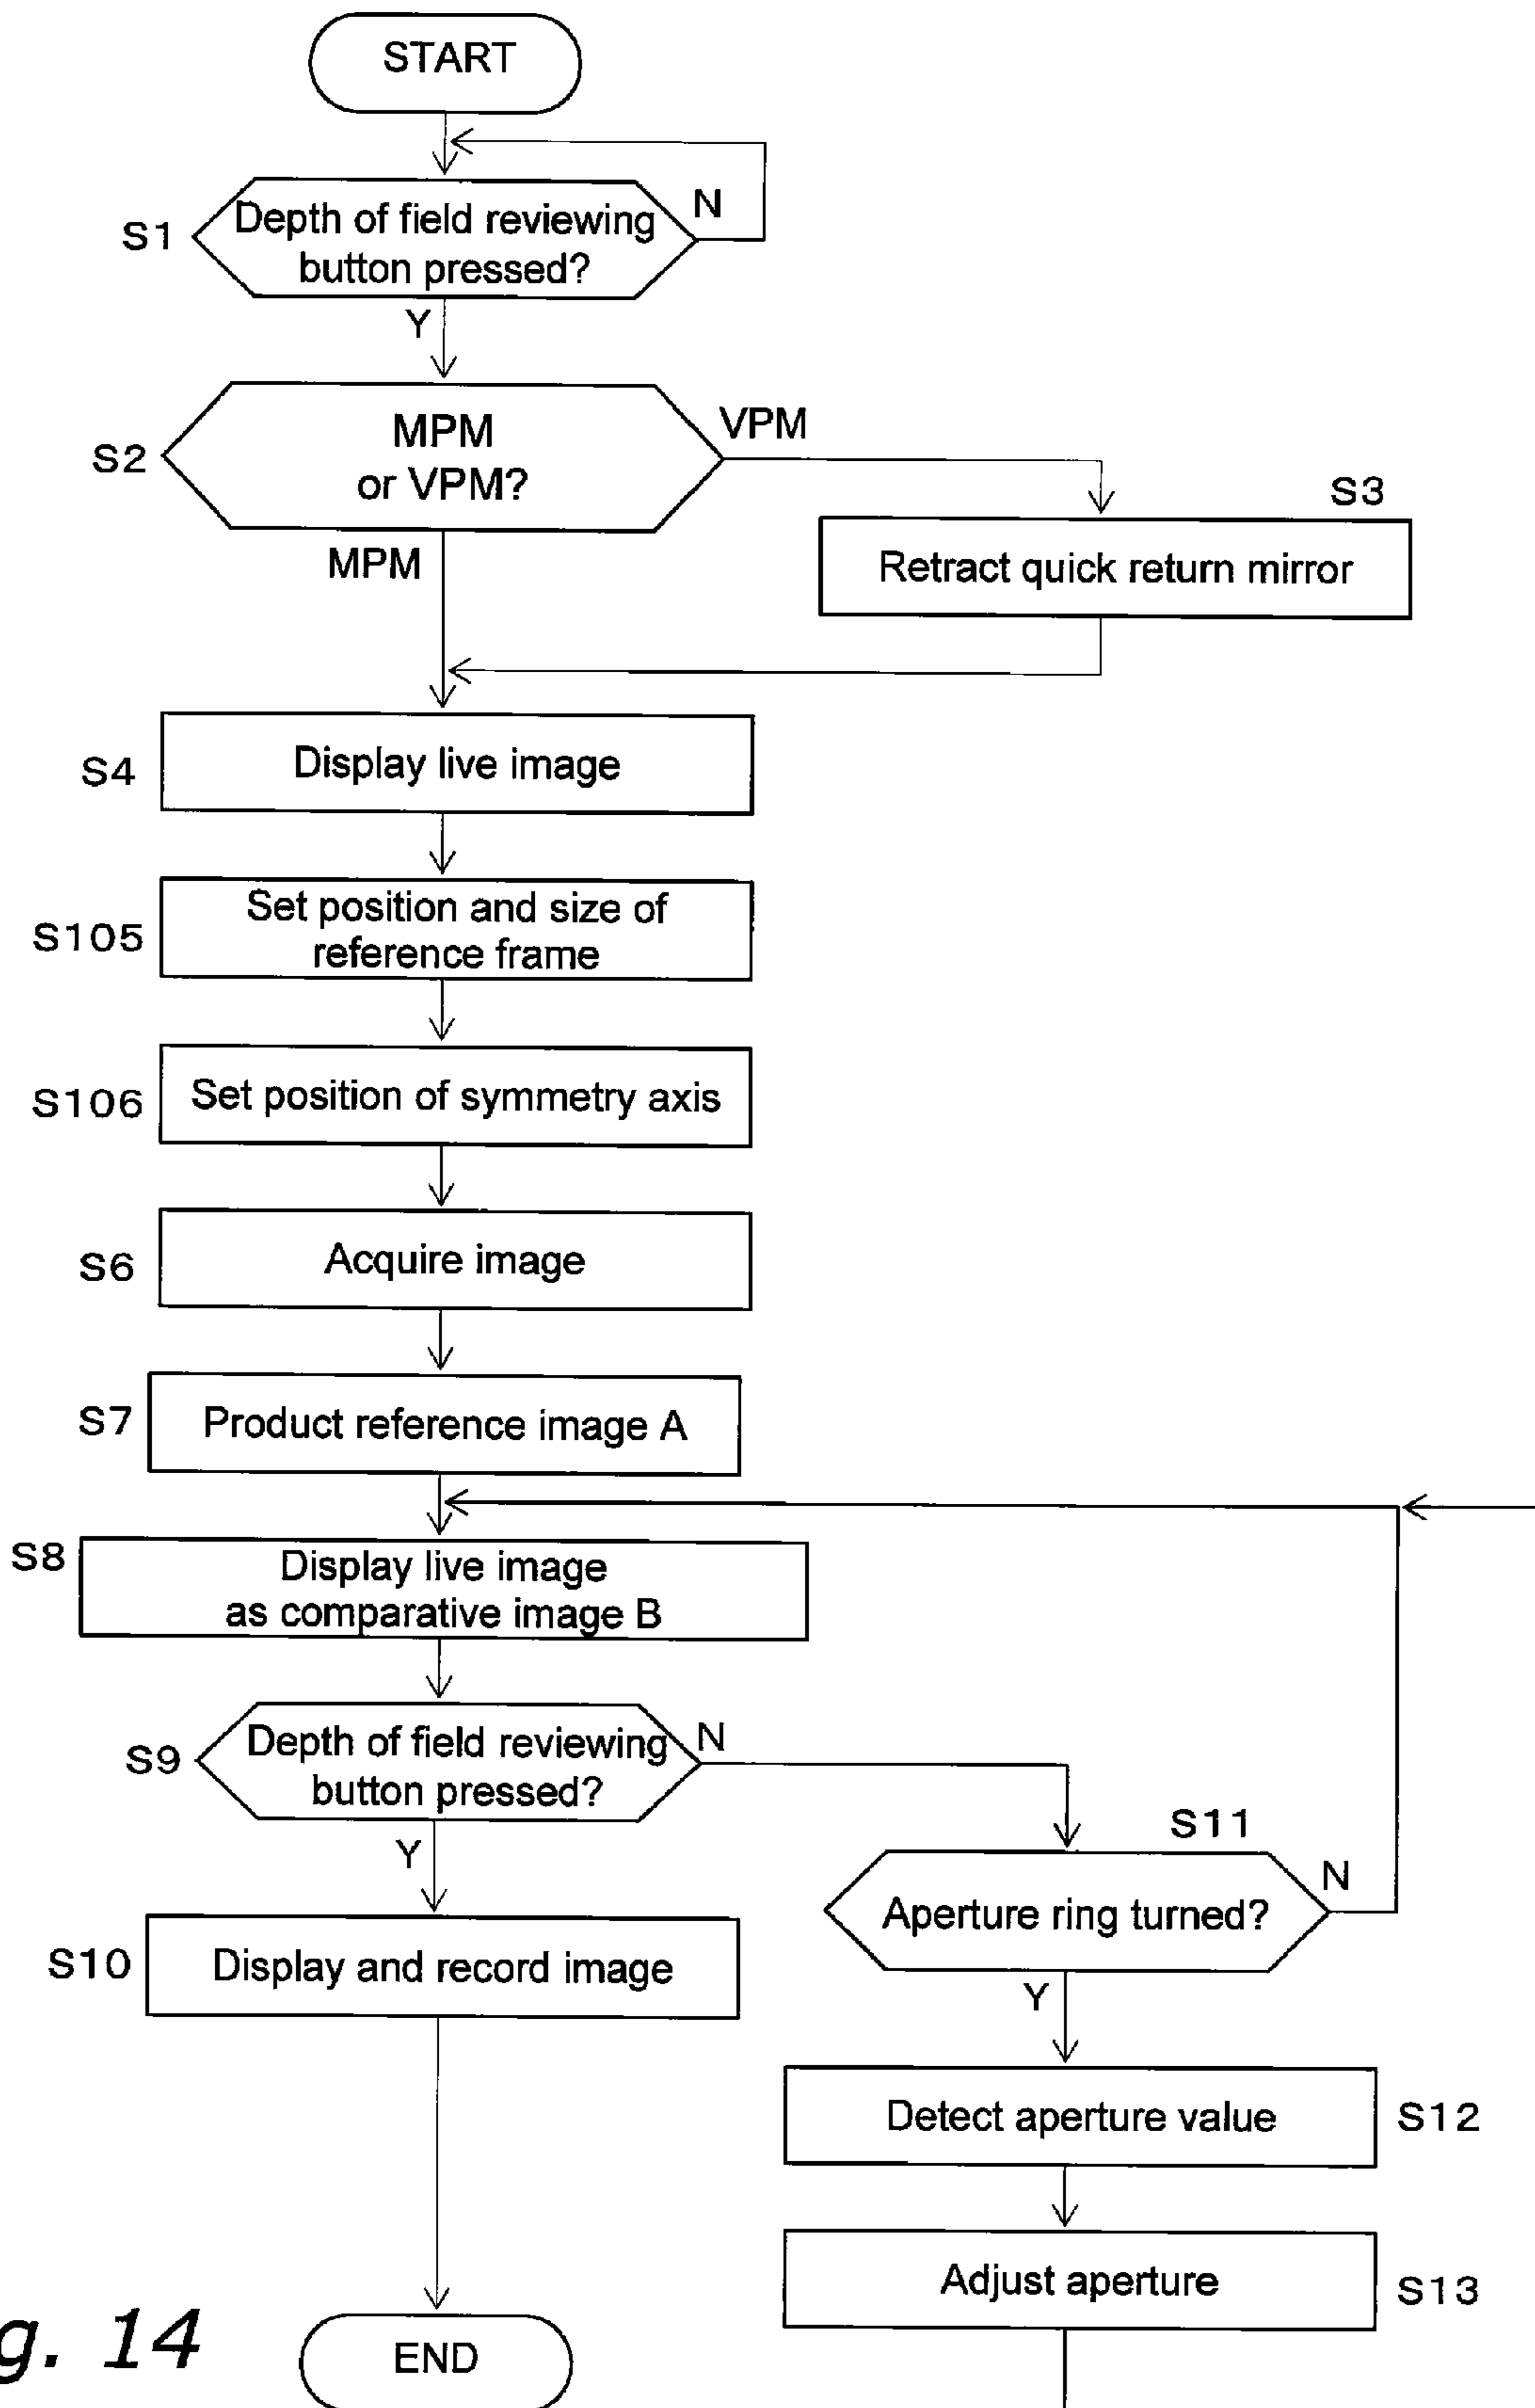 START
N
S1
Depth of field reviewing
button pressed?
Y
S2
MPM
or VPM?
VPM
MPM
S3
Retract quick return mirror
S4
Display live image
S105
Set position and size of
reference frame
S106
Set position of symmetry axis
S6
Acquire image
S7
Product reference image A
S8
Display live image
as comparative image B
S9
Depth of field reviewing
button pressed?
N
Y
S11
Aperture ring turned?
N
Y
S10
Display and record image
Detect aperture value
S12
Adjust aperture
S13
g. 14
END